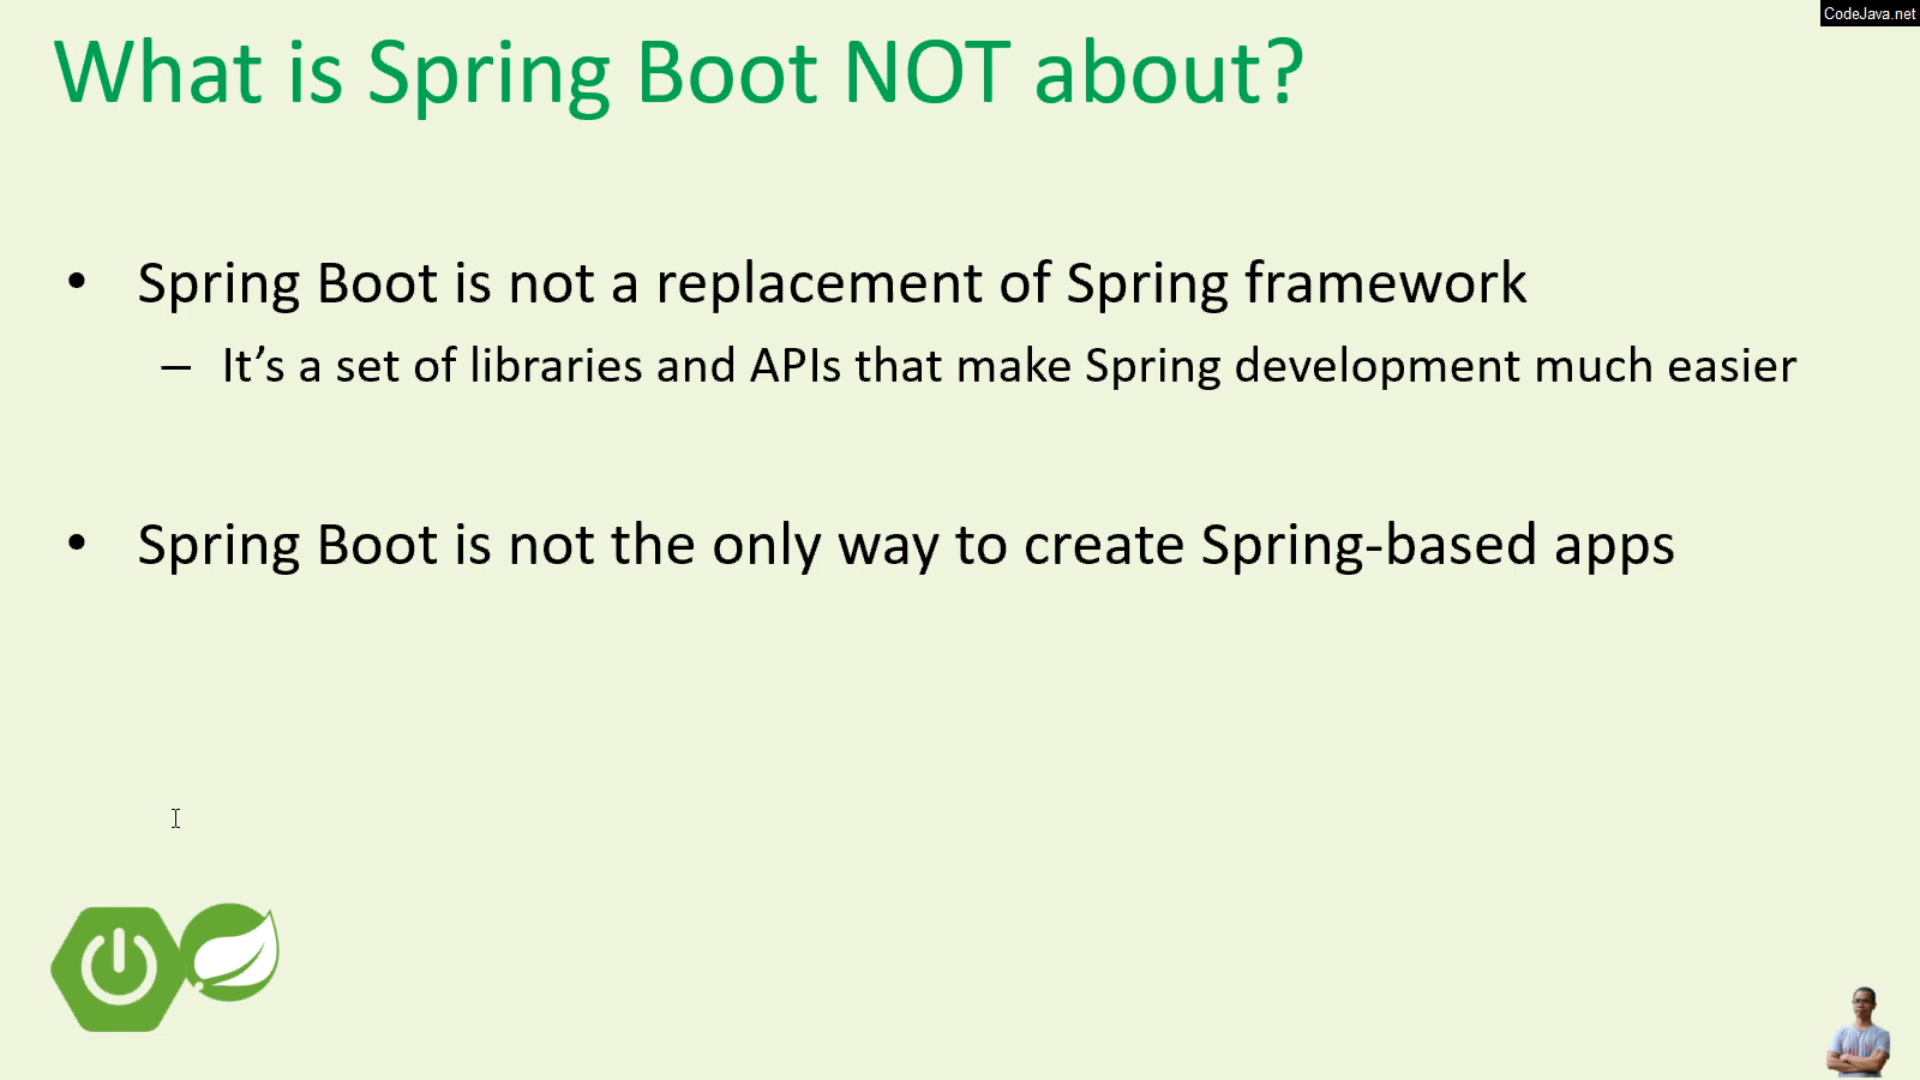 CodeJava.net
What is Spring Boot NOT about?
• Spring Boot is not a replacement of Spring framework
– It’s a set of libraries and APIs that make Spring development much easier
• Spring Boot is not the only way to create Spring-based apps